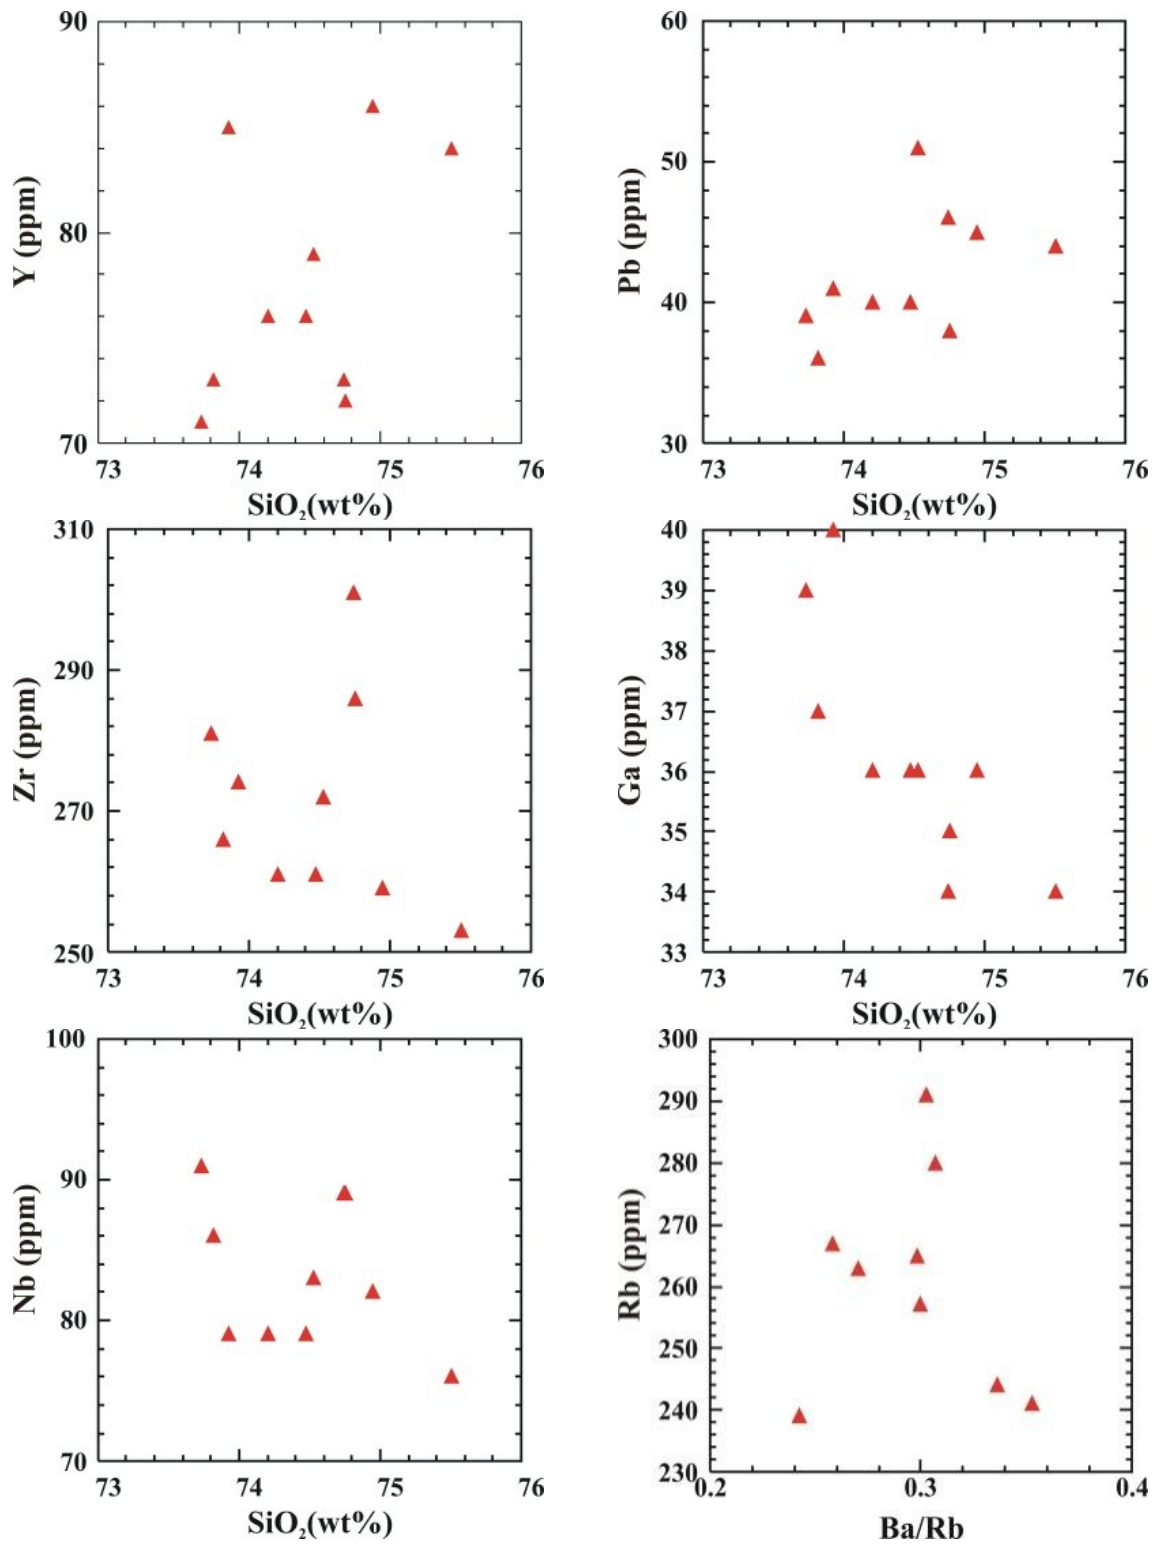 90
80
70
Y (ppm)
73 74 75 76
SiO₂(wt%)
60
50
40
30
Pb (ppm)
73 74 75 76
SiO₂(wt%)
310
290
270
250
Zr (ppm)
73 74 75 76
SiO₂(wt%)
40
39
38
37
36
35
34
33
Ga (ppm)
73 74 75 76
SiO₂(wt%)
100
90
80
70
Nb (ppm)
73 74 75 76
SiO₂(wt%)
300
290
280
270
260
250
240
230
Rb (ppm)
0.2 0.3 0.4
Ba/Rb